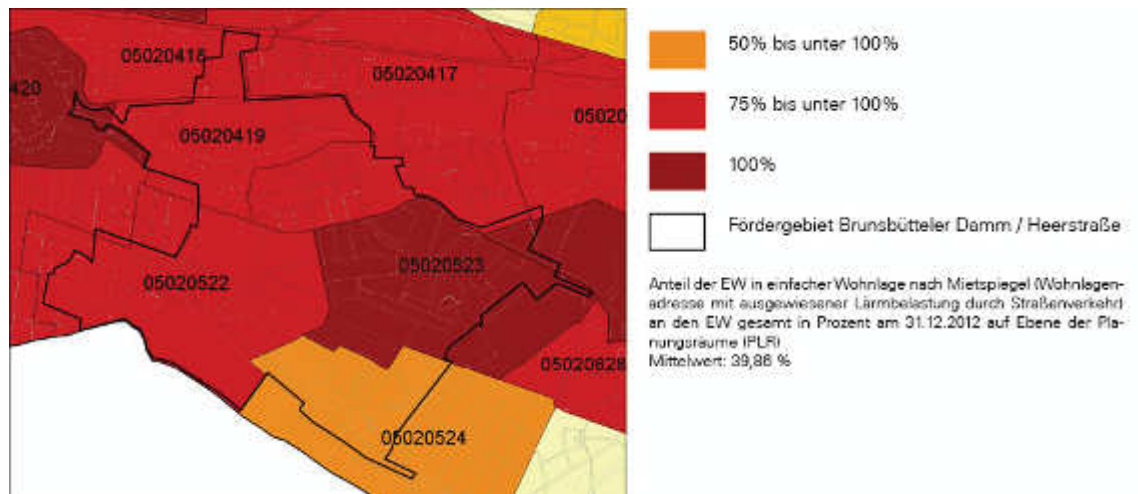 05020418
05020417
420
05020
05020419
05020523
05020522
05020628
05020524
50% bis unter 100%
75% bis unter 100%
100%
Fördergebiet Brunsbütteler Damm / Heerstraße
Anteil der EW in einfacher Wohnlage nach Mietspiegel (Wohnlagen-
adresse mit ausgewiesener Lärmbelastung durch Straßenverkehr)
an den EW gesamt in Prozent am 31.12.2012 auf Ebene der Pla-
nungsräume (PLR)
Mittelwert: 39,86 %